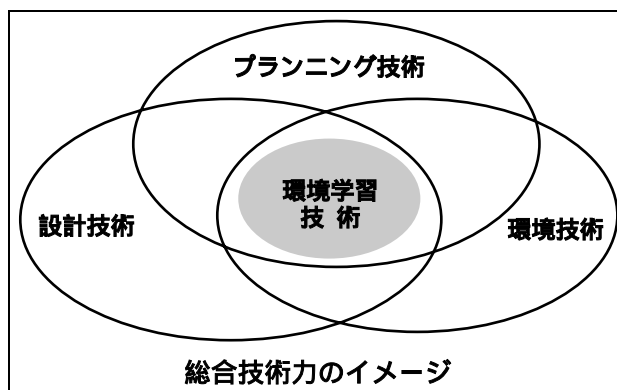 プランニング技術
環境学習
技 術
設計技術
環境技術
総合技術力のイメージ